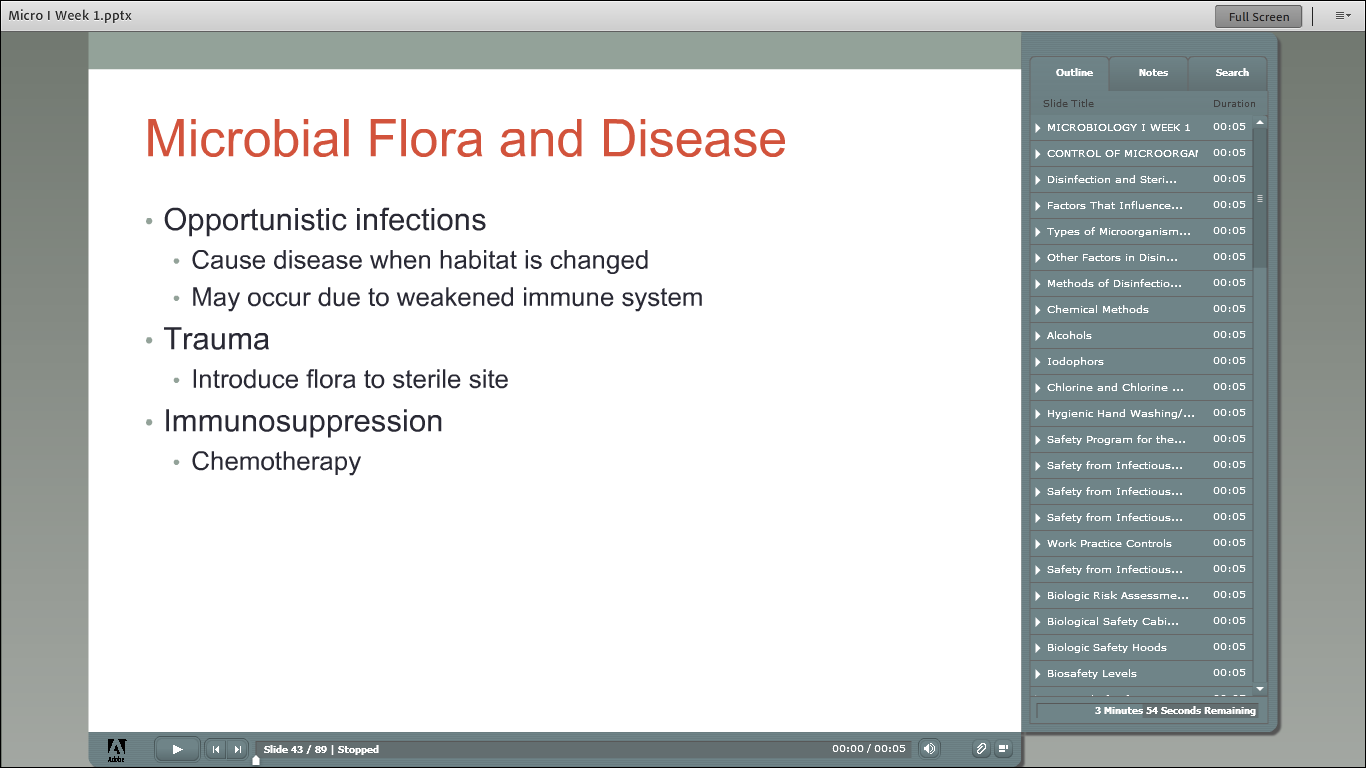 Micro I Week 1.pptx
Full Screen
Microbial Flora and Disease
• Opportunistic infections
• Cause disease when habitat is changed
• May occur due to weakened immune system
• Trauma
• Introduce flora to sterile site
• Immunosuppression
• Chemotherapy
Outline Notes Search
Slide Title Duration
MICROBIOLOGY I WEEK 1 00:05
CONTROL OF MICROORGAN 00:05
Disinfection and Steri... 00:05
Factors That Influence... 00:05
Types of Microorganism... 00:05
Other Factors in Disin... 00:05
Methods of Disinfectio... 00:05
Chemical Methods 00:05
Alcohols 00:05
Iodophors 00:05
Chlorine and Chlorine ... 00:05
Hygienic Hand Washing/... 00:05
Safety Program for the... 00:05
Safety from Infectious... 00:05
Safety from Infectious... 00:05
Safety from Infectious... 00:05
Work Practice Controls 00:05
Safety from Infectious... 00:05
Biologic Risk Assessme... 00:05
Biological Safety Cabi... 00:05
Biologic Safety Hoods 00:05
Biosafety Levels 00:05
3 Minutes 54 Seconds Remaining
Adobe
Slide 43 / 89 | Stopped
00:00 / 00:05